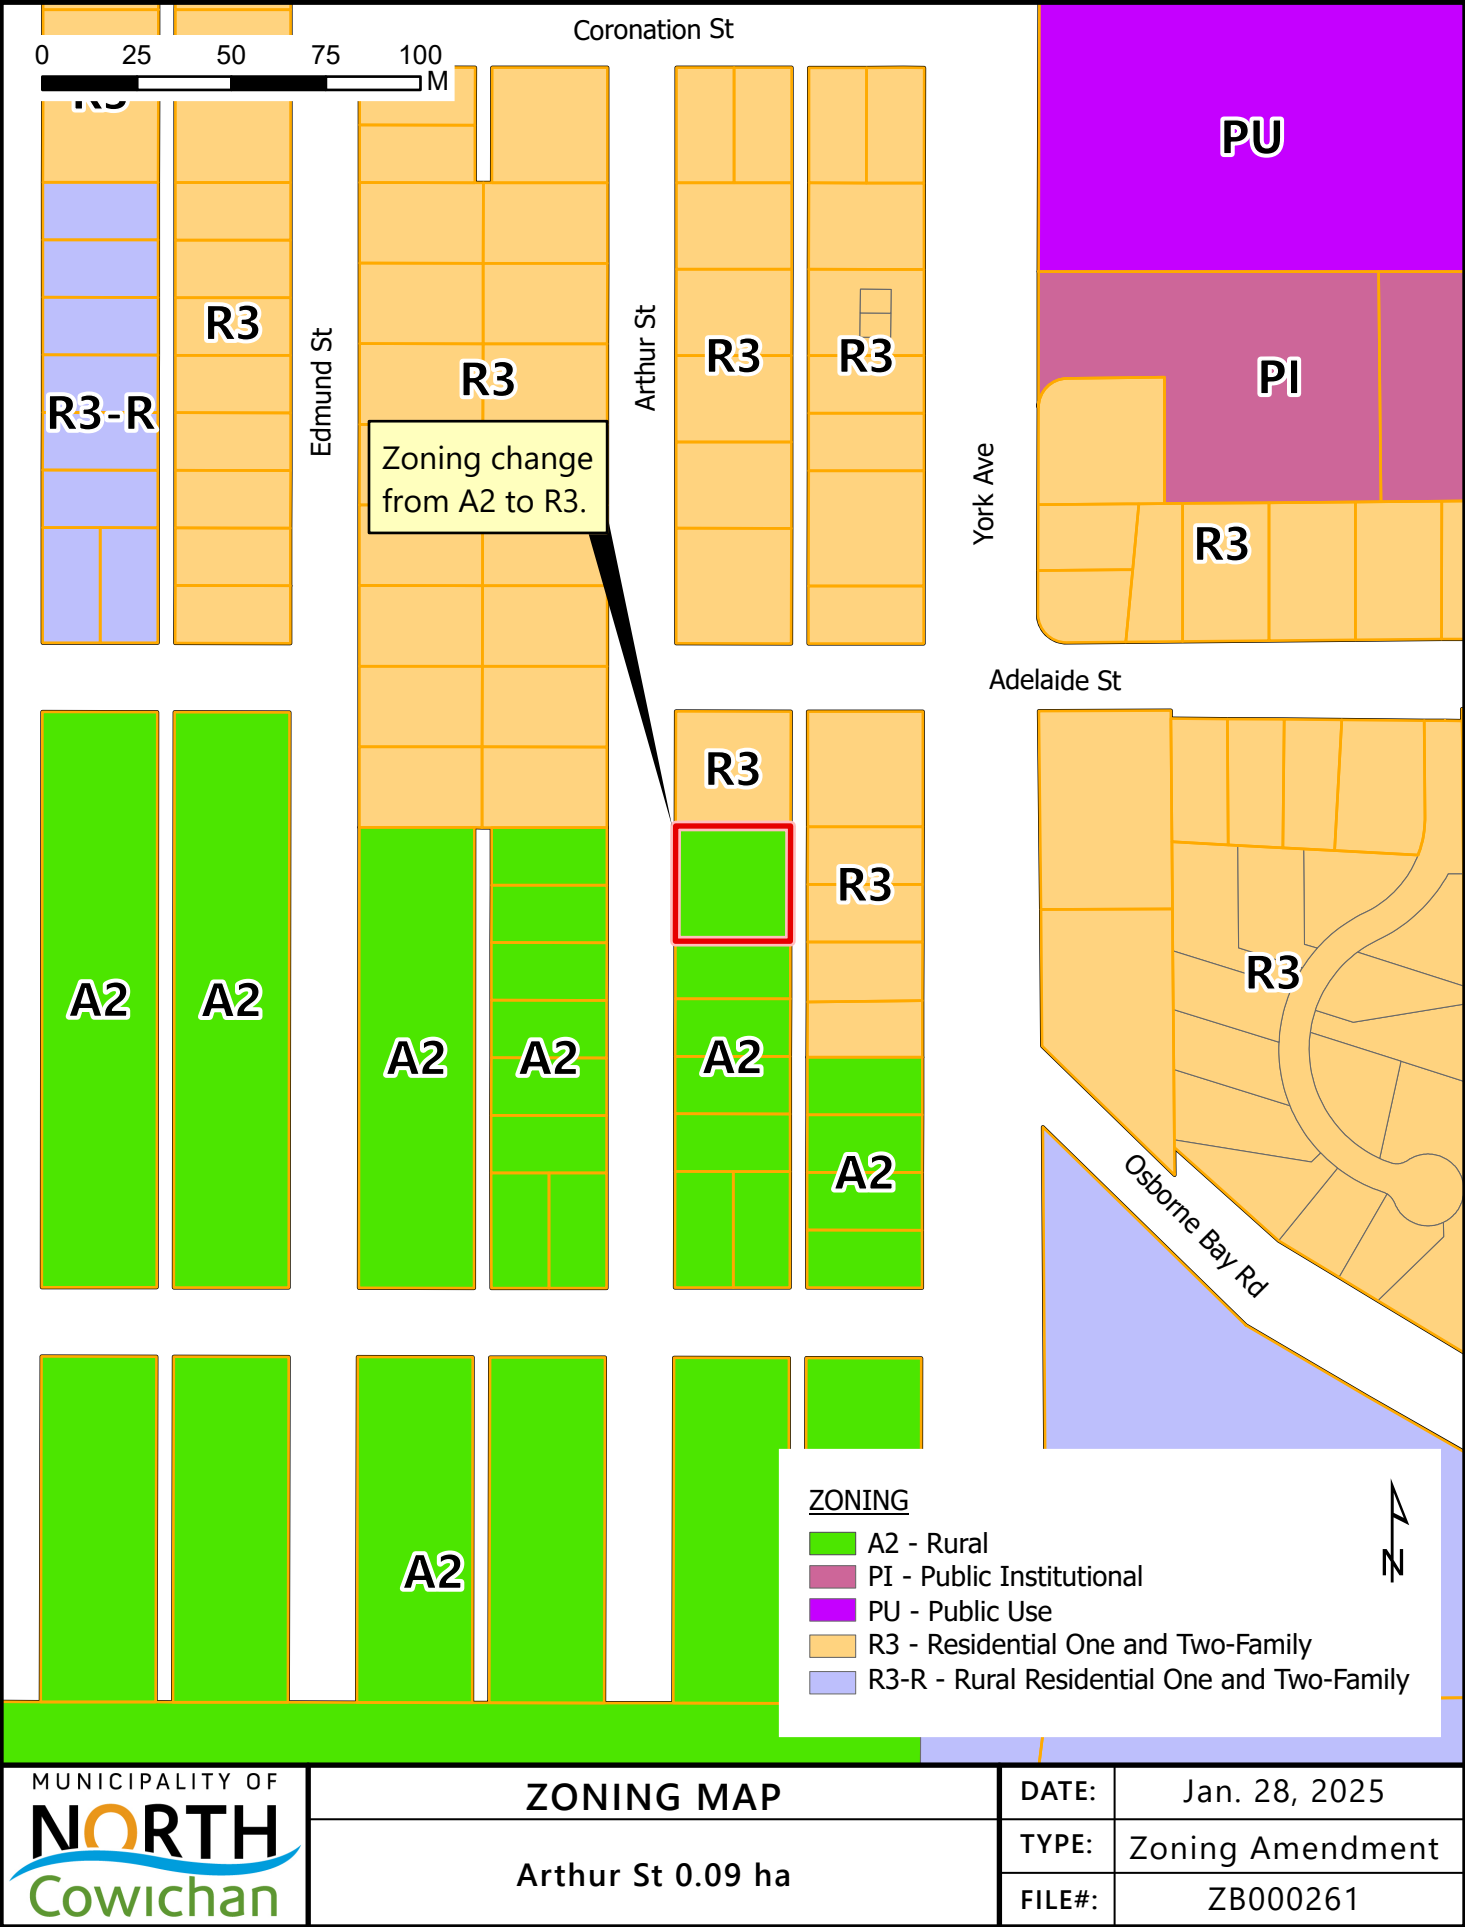 Coronation St
0 25 50 75 100
M
R3
PU
R3
R3
R3
R3
PI
R3-R
Edmund St
Arthur St
York Ave
Zoning change
from A2 to R3.
R3
Adelaide St
R3
R3
R3
A2
A2
A2
A2
A2
A2
Osborne Bay Rd
A2
ZONING
A2 - Rural
PI - Public Institutional
PU - Public Use
R3 - Residential One and Two-Family
R3-R - Rural Residential One and Two-Family
N
MUNICIPALITY OF
NORTH
Cowichan
ZONING MAP
Arthur St 0.09 ha
DATE: Jan. 28, 2025
TYPE: Zoning Amendment
FILE#: ZB000261